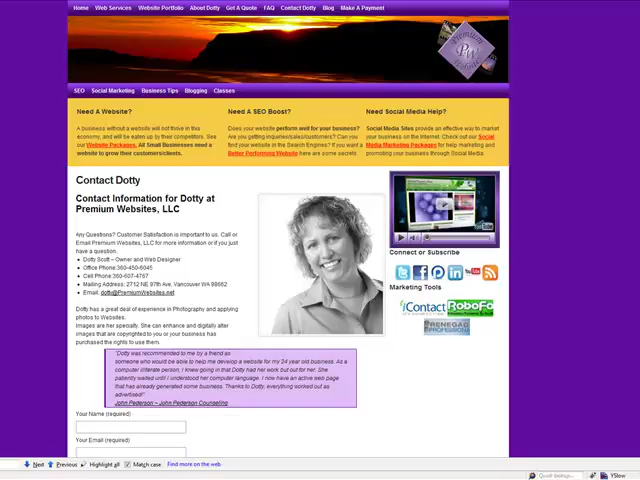 Home Web Services Website Portfolio About Dotty Get A Quote FAQ Contact Dotty Blog Make A Payment
Premium
PW
SEO Social Marketing Business Tips Blogging Classes
Need A Website?
A business without a website will not thrive in this
economy, and will be eaten up by their competitors. See
our Website Packages. All Small Businesses need a
website to grow their customers/clients.
Need A SEO Boost?
Does your website perform well for your business?
Are you getting inquiries/sales/customers? Can you
find your website in the Search Engines? If you want a
Better Performing Website here are some secrets.
Need Social Media Help?
Social Media Sites provide an effective way to market
your business on the Internet. Check out our Social
Media Marketing Packages for help marketing and
promoting your business through Social Media.
Contact Dotty
Contact Information for Dotty at
Premium Websites, LLC
Any Questions? Customer Satisfaction is important to us. Call or
Email Premium Websites, LLC for more information or if you just
have a question.
Dotty Scott – Owner and Web Designer
Office Phone:360-450-6045
Cell Phone:360-607-4767
Mailing Address: 2712 NE 97th Ave, Vancouver WA 98662
Email: dotty@PremiumWebsites.net
Dotty has a great deal of experience in Photography and applying
photos to Websites.
Images are her specialty. She can enhance and digitally alter
images that are copyrighted to you or your business has
purchased the rights to use them.
"Dotty was recommended to me by a friend as
someone who would be able to help me develop a website for my 24 year old business. As a
computer illiterate person, I knew going in that Dotty had her work cut out for her. She
patiently waited until I understood her computer language. I now have an active web page
that has already generated some business. Thanks to Dotty, everything worked out as
advertised!"
John Pederson – John Pederson Counseling
Your Name (required)
Your Email (required)
YouTube
Connect or Subscribe
You Tube
Marketing Tools
iContact
RoboFo
RENEGADE
PROFESSIONAL
Next Previous Highlight all Match case Find more on the web
YSlow